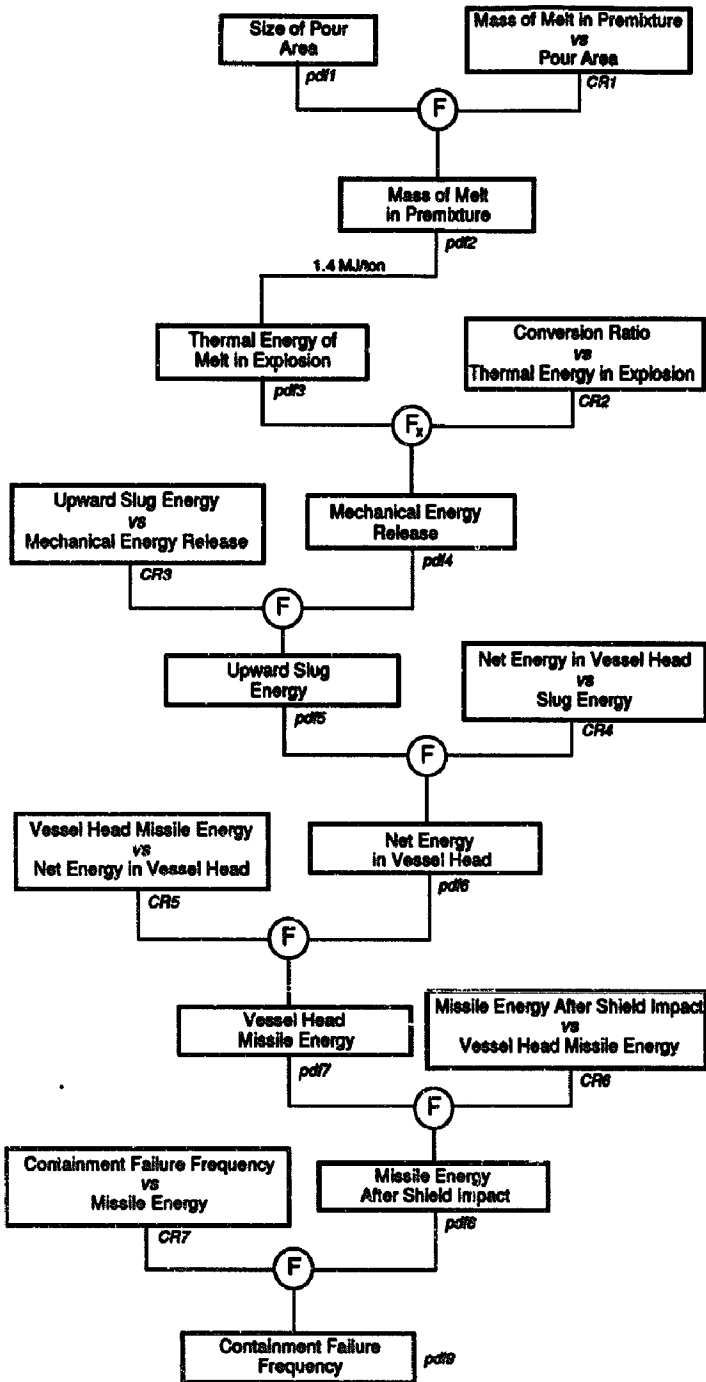 Size of Pour
Area
pdf1
Mass of Melt in Premixture
vs
Pour Area
CR1
F
Mass of Melt
in Premixture
pdf2
1.4 MJ/ton
Thermal Energy of
Melt in Explosion
pdf3
Conversion Ratio
vs
Thermal Energy in Explosion
CR2
Fx
Upward Slug Energy
vs
Mechanical Energy Release
CR3
Mechanical Energy
Release
pdf4
F
Upward Slug
Energy
pdf5
Net Energy in Vessel Head
vs
Slug Energy
CR4
F
Vessel Head Missile Energy
vs
Net Energy in Vessel Head
CR5
Net Energy
in Vessel Head
pdf6
F
Vessel Head
Missile Energy
pdf7
Missile Energy After Shield Impact
vs
Vessel Head Missile Energy
CR6
F
Containment Failure Frequency
vs
Missile Energy
CR7
Missile Energy
After Shield Impact
pdf8
F
Containment Failure
Frequency
pdf9